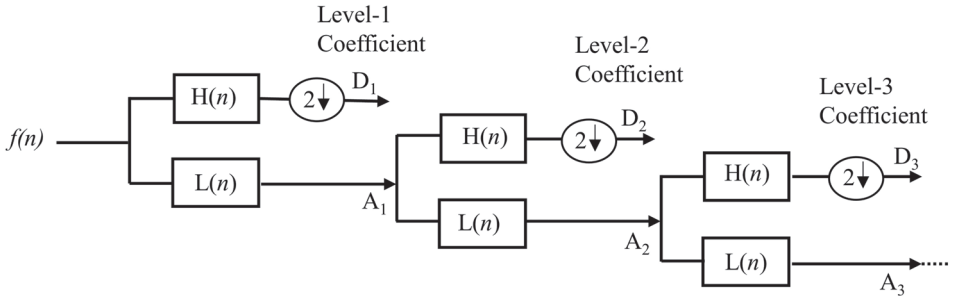 Level-1
Coefficient
Level-2
Coefficient
Level-3
Coefficient
f(n)
H(n)
2↓
D1
L(n)
A1
H(n)
2↓
D2
L(n)
A2
H(n)
2↓
D3
L(n)
A3